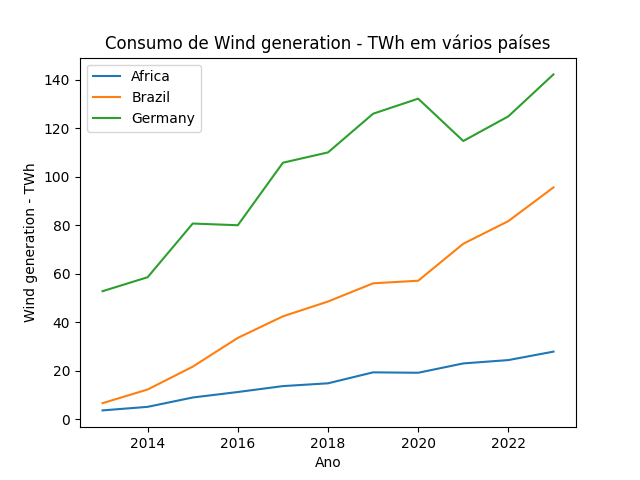 Consumo de Wind generation - TWh em vários países
Africa
Brazil
Germany
Wind generation - TWh
140
120
100
80
60
40
20
0
2014 2016 2018 2020 2022
Ano